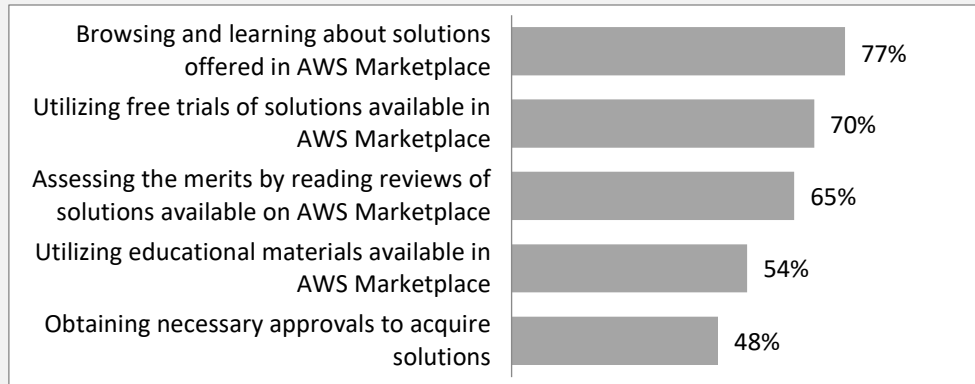 Browsing and learning about solutions
offered in AWS Marketplace
77%
Utilizing free trials of solutions available in
AWS Marketplace
70%
Assessing the merits by reading reviews of
solutions available on AWS Marketplace
65%
Utilizing educational materials available in
AWS Marketplace
54%
Obtaining necessary approvals to acquire
solutions
48%